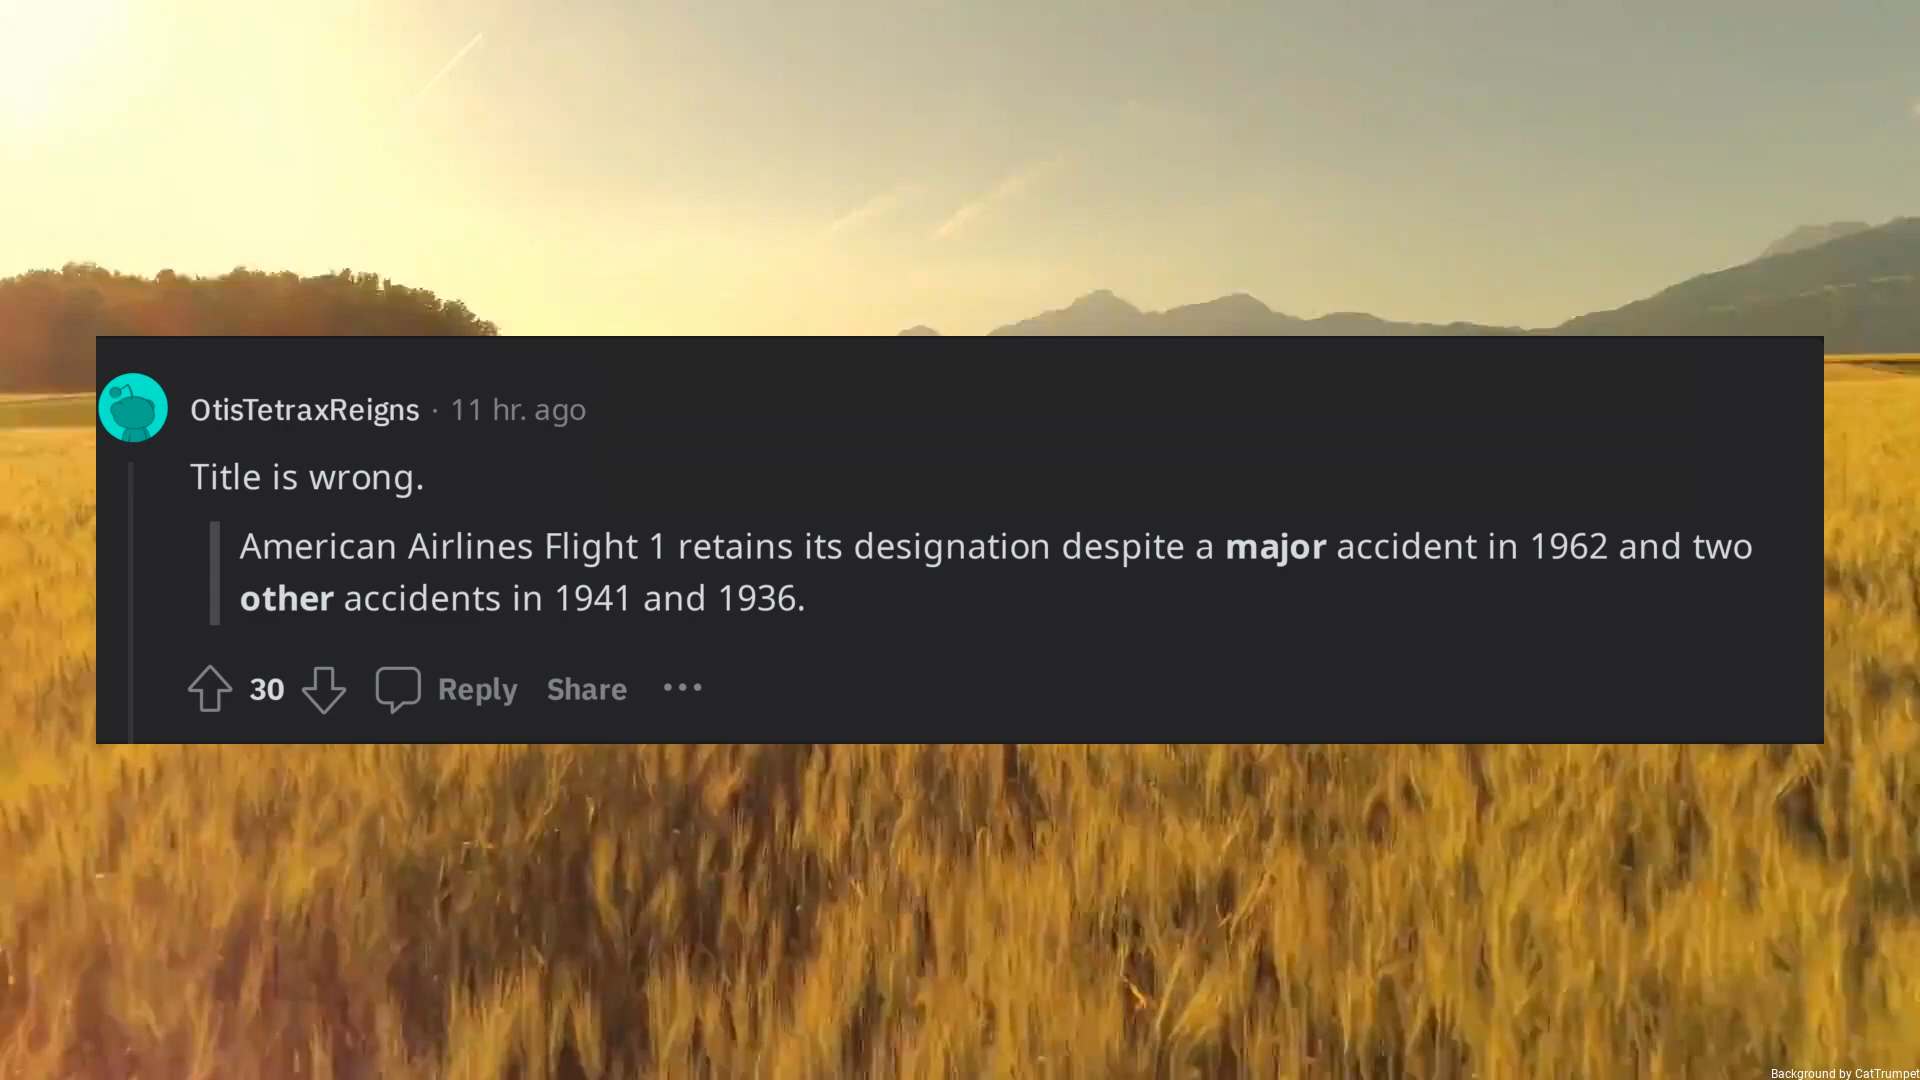 OtisTetraxReigns · 11 hr. ago
Title is wrong.
American Airlines Flight 1 retains its designation despite a major accident in 1962 and two
other accidents in 1941 and 1936.
30 Reply Share ···
Background by CatTrumpet